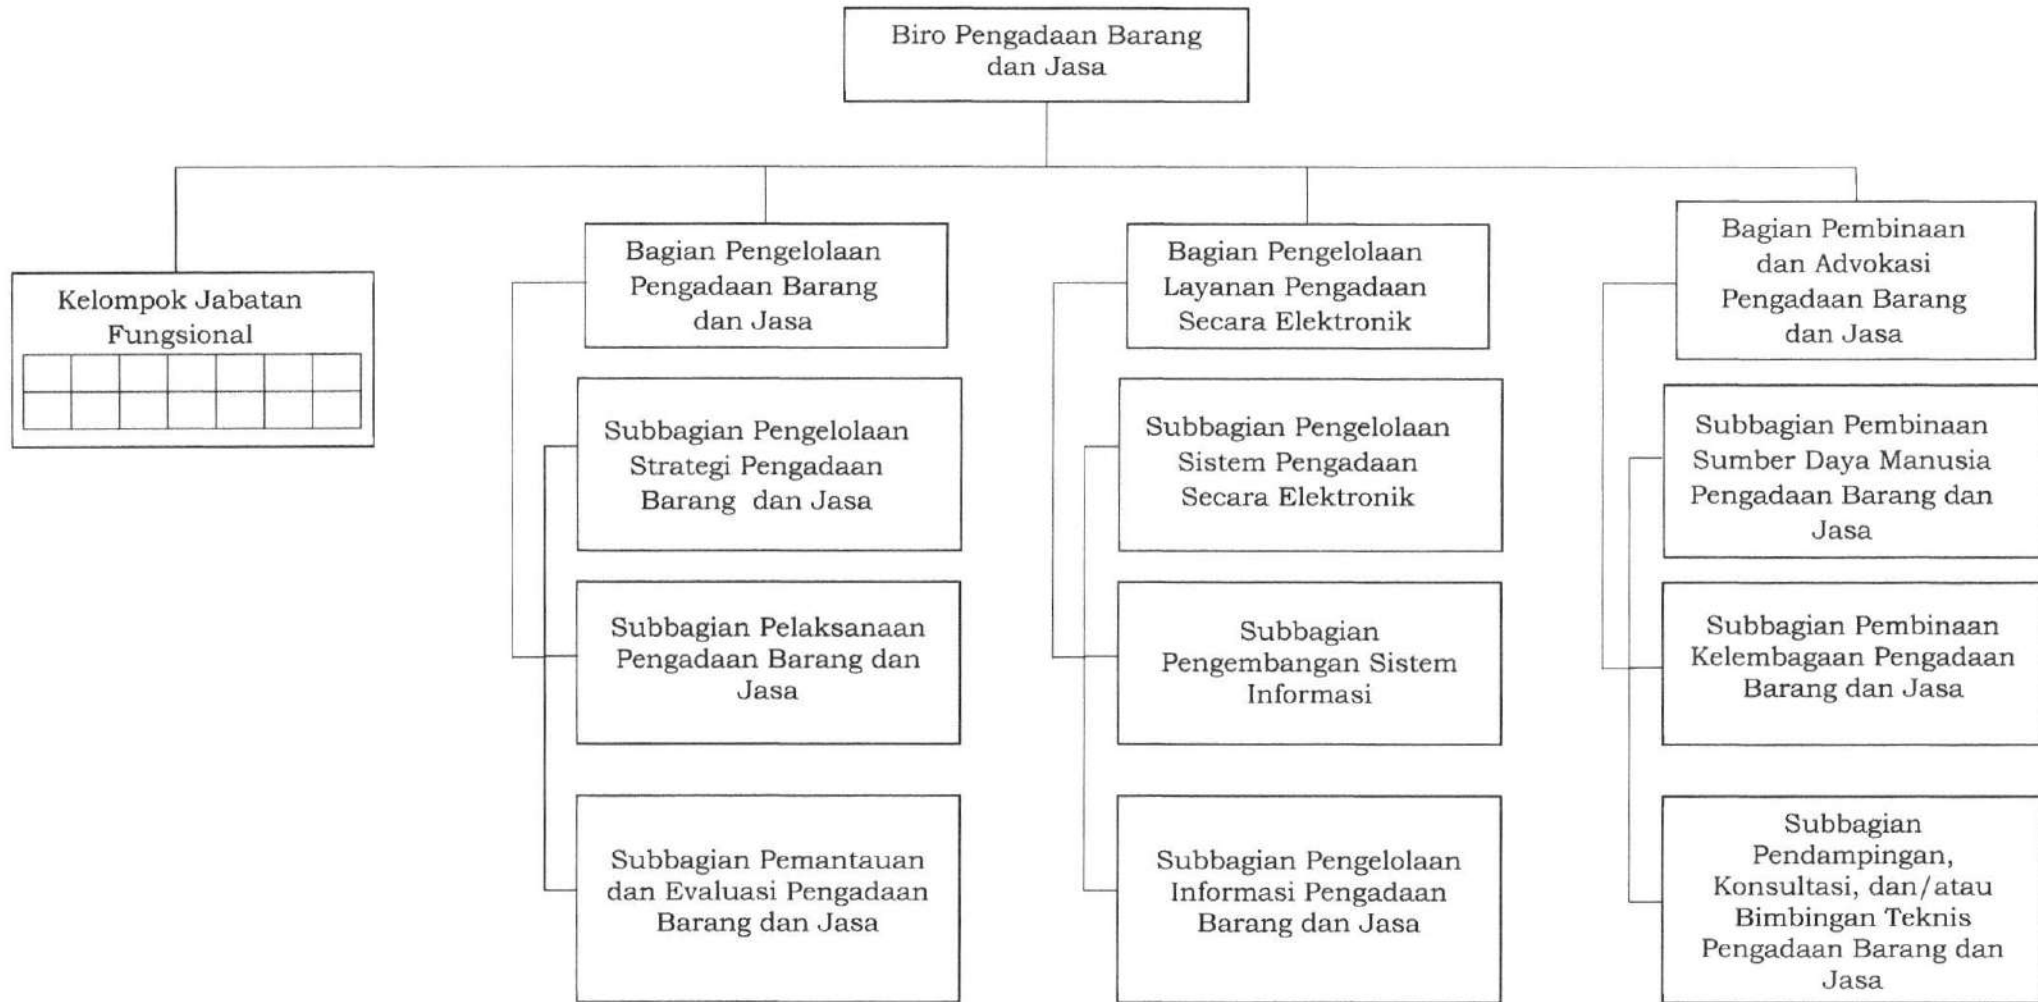 Biro Pengadaan Barang
dan Jasa
Kelompok Jabatan
Fungsional
Bagian Pengelolaan
Pengadaan Barang
dan Jasa
Subbagian Pengelolaan
Strategi Pengadaan
Barang dan Jasa
Subbagian Pelaksanaan
Pengadaan Barang dan
Jasa
Subbagian Pemantauan
dan Evaluasi Pengadaan
Barang dan Jasa
Bagian Pengelolaan
Layanan Pengadaan
Secara Elektronik
Subbagian Pengelolaan
Sistem Pengadaan
Secara Elektronik
Subbagian
Pengembangan Sistem
Informasi
Subbagian Pengelolaan
Informasi Pengadaan
Barang dan Jasa
Bagian Pembinaan
dan Advokasi
Pengadaan Barang
dan Jasa
Subbagian Pembinaan
Sumber Daya Manusia
Pengadaan Barang dan
Jasa
Subbagian Pembinaan
Kelembagaan Pengadaan
Barang dan Jasa
Subbagian
Pendampingan,
Konsultasi, dan/atau
Bimbingan Teknis
Pengadaan Barang dan
Jasa